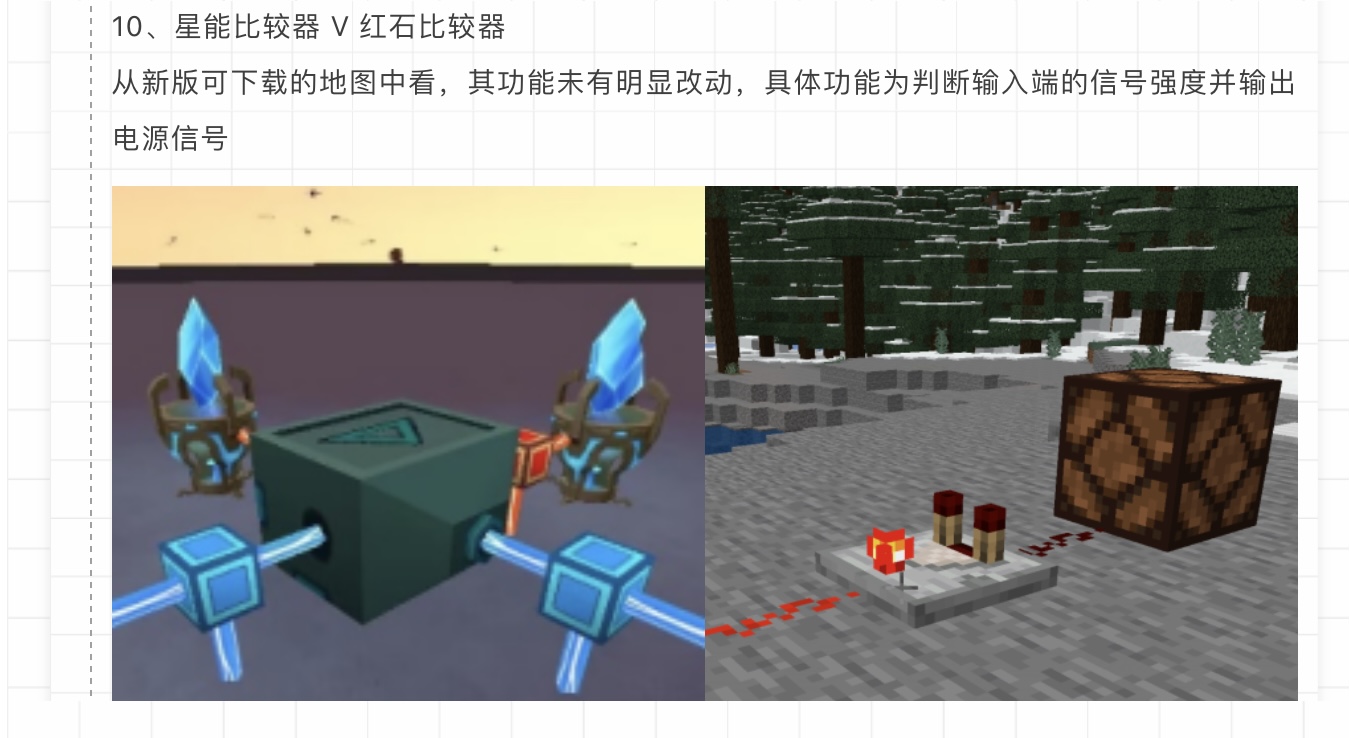 10、星能比较器 V 红石比较器
从新版可下载的地图中看，其功能未有明显改动，具体功能为判断输入端的信号强度并输出
电源信号